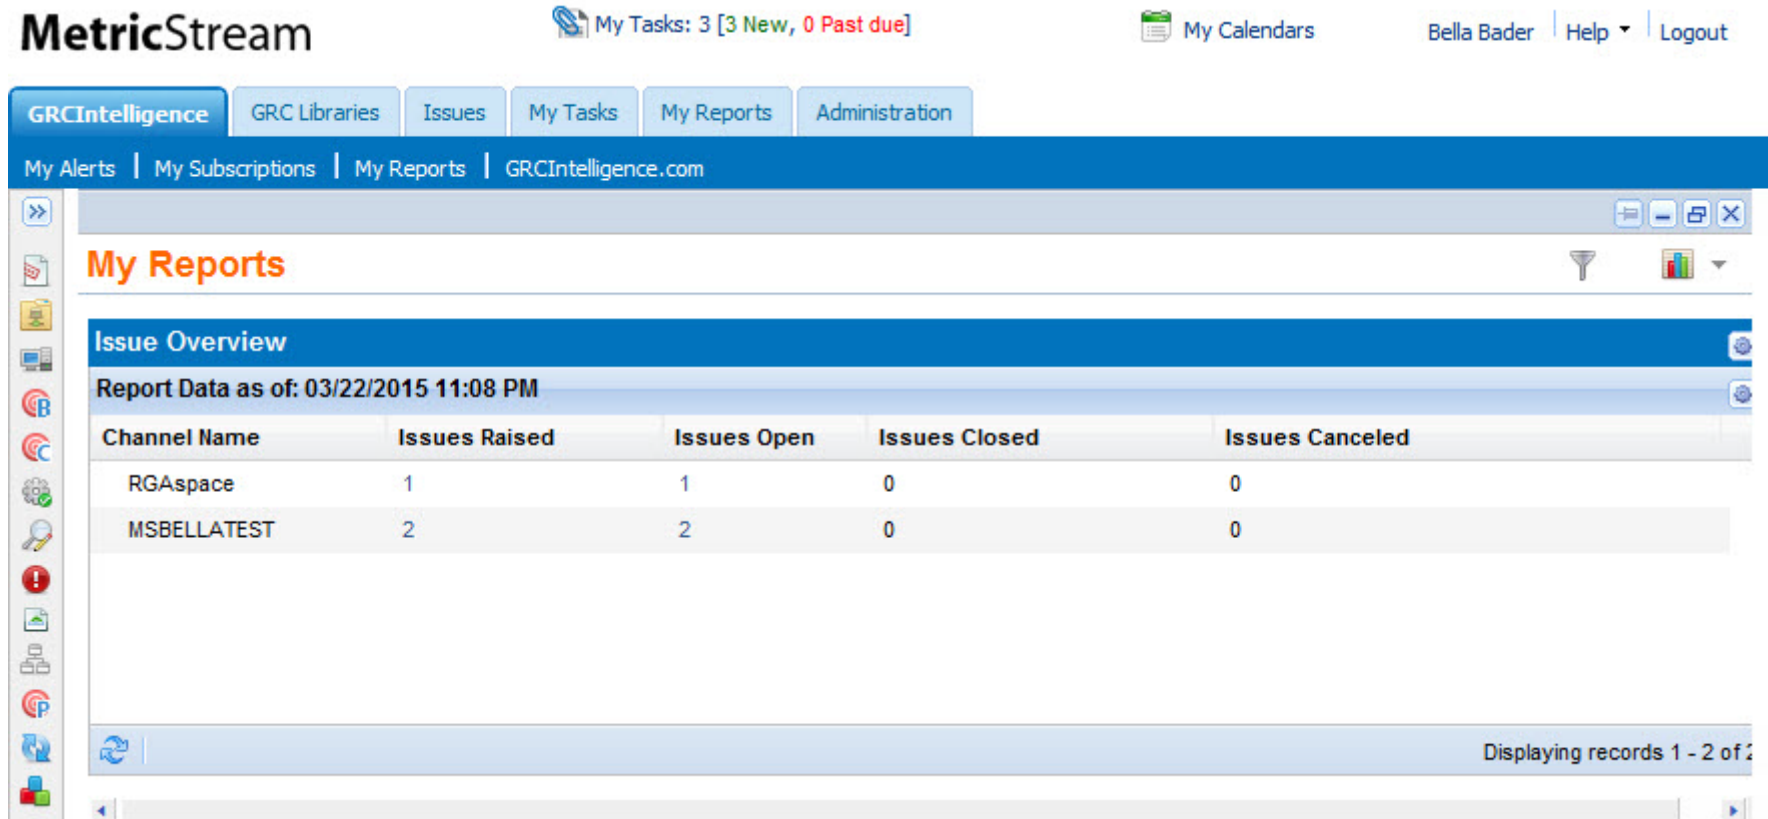 MetricStream My Tasks: 3 [3 New, 0 Past due] My Calendars Bella Bader Help Logout
GRCIntelligence GRC Libraries Issues My Tasks My Reports Administration
My Alerts | My Subscriptions | My Reports | GRCIntelligence.com
My Reports
Issue Overview
Report Data as of: 03/22/2015 11:08 PM
Channel Name Issues Raised Issues Open Issues Closed Issues Canceled
RGAspace 1 1 0 0
MSBELLATEST 2 2 0 0
Displaying records 1 - 2 of 2